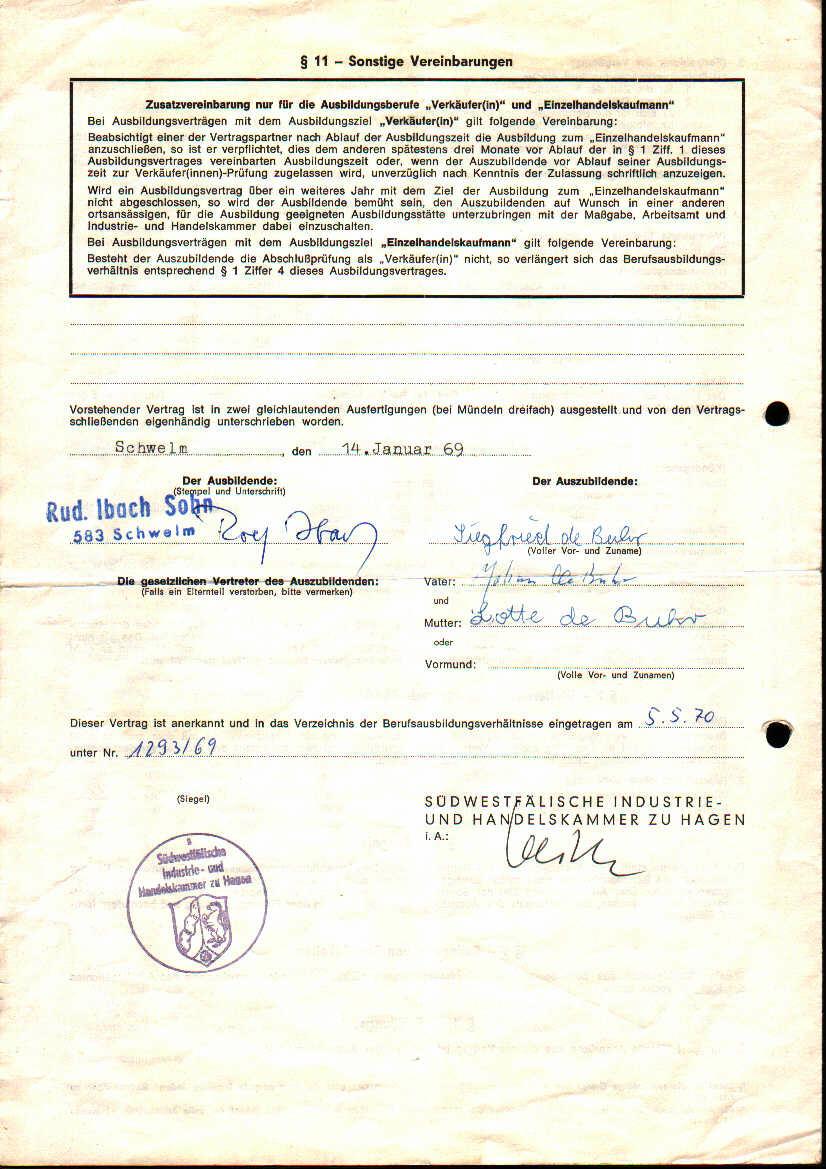 § 11 – Sonstige Vereinbarungen
Zusatzvereinbarung nur für die Ausbildungsberufe „Verkäufer(in)“ und „Einzelhandelskaufmann“
Bei Ausbildungsverträgen mit dem Ausbildungsziel „Verkäufer(in)“ gilt folgende Vereinbarung:
Beabsichtigt einer der Vertragspartner nach Ablauf der Ausbildungszeit die Ausbildung zum „Einzelhandelskaufmann“
anzuschließen, so ist er verpflichtet, dies dem anderen spätestens drei Monate vor Ablauf der in § 1 Ziff. 1 dieses
Ausbildungsvertrages vereinbarten Ausbildungszeit oder, wenn der Auszubildende vor Ablauf seiner Ausbildungs-
zeit zur Verkäufer(innen)-Prüfung zugelassen wird, unverzüglich nach Kenntnis der Zulassung schriftlich anzuzeigen.
Wird ein Ausbildungsvertrag über ein weiteres Jahr mit dem Ziel der Ausbildung zum „Einzelhandelskaufmann“
nicht abgeschlossen, so wird der Ausbildende bemüht sein, den Auszubildenden auf Wunsch in einer anderen
ortsansässigen, für die Ausbildung geeigneten Ausbildungsstätte unterzubringen mit der Maßgabe, Arbeitsamt und
Industrie- und Handelskammer dabei einzuschalten.
Bei Ausbildungsverträgen mit dem Ausbildungsziel „Einzelhandelskaufmann“ gilt folgende Vereinbarung:
Besteht der Auszubildende die Abschlußprüfung als „Verkäufer(in)“ nicht, so verlängert sich das Berufsausbildungs-
verhältnis entsprechend § 1 Ziffer 4 dieses Ausbildungsvertrages.
Vorstehender Vertrag ist in zwei gleichlautenden Ausfertigungen (bei Mündeln dreifach) ausgestellt und von den Vertrags-
schließenden eigenhändig unterschrieben worden.
Schwelm, den 14. Januar 69
Der Ausbildende:
(Stempel und Unterschrift)
Rud. Ibach Sohn
583 Schwelm
Rolf Ibach
Der Auszubildende:
Siegfried de Buhr
(Voller Vor- und Zuname)
Die gesetzlichen Vertreter des Auszubildenden:
(Falls ein Elternteil verstorben, bitte vermerken)
Vater: de Buhr
und
Mutter: Lotte de Buhr
oder
Vormund:
(Volle Vor- und Zunamen)
Dieser Vertrag ist anerkannt und in das Verzeichnis der Berufsausbildungsverhältnisse eingetragen am 5.5.70
unter Nr. 1293/69
(Siegel)
SÜDWESTFÄLISCHE INDUSTRIE-
UND HANDELSKAMMER ZU HAGEN
i. A.:
Südwestfälische
Industrie- und
Handelskammer zu Hagen